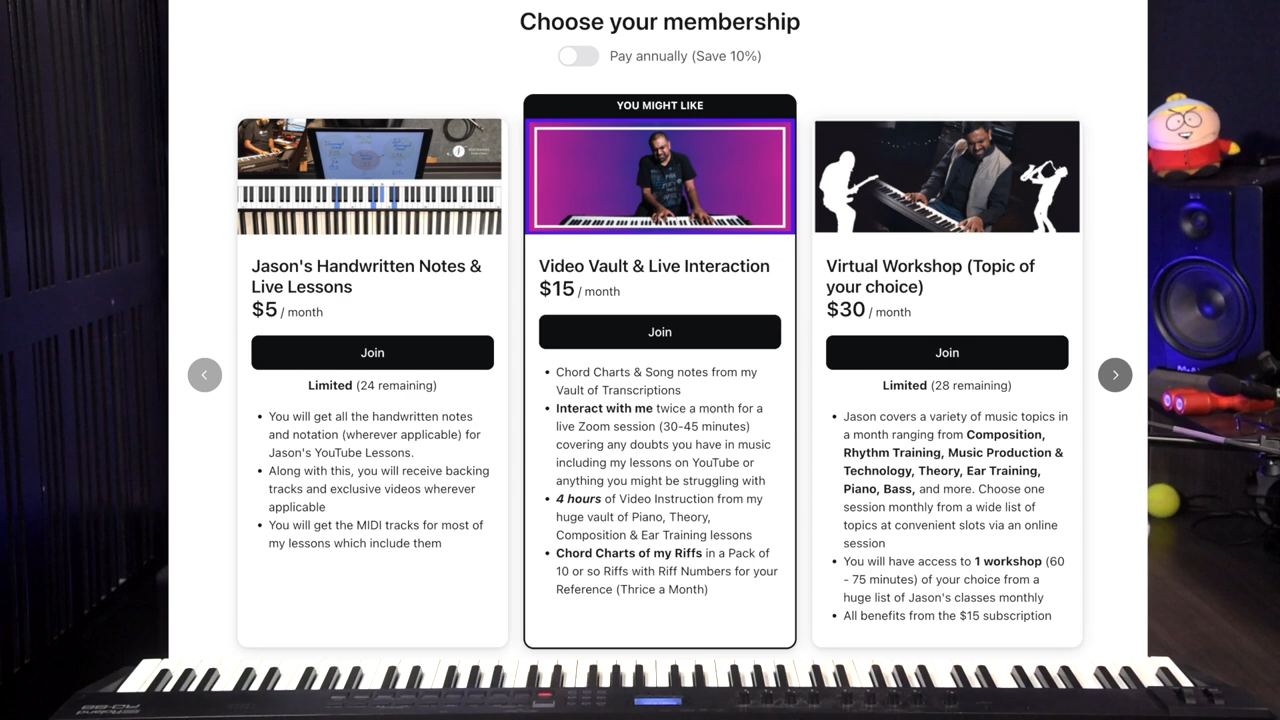 Choose your membership
Pay annually (Save 10%)
YOU MIGHT LIKE
Jason's Handwritten Notes &
Live Lessons
$5 / month
Join
Limited (24 remaining)
• You will get all the handwritten notes
and notation (wherever applicable) for
Jason's YouTube Lessons.
• Along with this, you will receive backing
tracks and exclusive videos wherever
applicable
• You will get the MIDI tracks for most of
my lessons which include them
Video Vault & Live Interaction
$15 / month
Join
• Chord Charts & Song notes from my
Vault of Transcriptions
• Interact with me twice a month for a
live Zoom session (30-45 minutes)
covering any doubts you have in music
including my lessons on YouTube or
anything you might be struggling with
• 4 hours of Video Instruction from my
huge vault of Piano, Theory,
Composition & Ear Training lessons
• Chord Charts of my Riffs in a Pack of
10 or so Riffs with Riff Numbers for your
Reference (Thrice a Month)
Virtual Workshop (Topic of
your choice)
$30 / month
Join
Limited (28 remaining)
• Jason covers a variety of music topics in
a month ranging from Composition,
Rhythm Training, Music Production &
Technology, Theory, Ear Training,
Piano, Bass, and more. Choose one
session monthly from a wide list of
topics at convenient slots via an online
session
• You will have access to 1 workshop (60
- 75 minutes) of your choice from a
huge list of Jason's classes monthly
• All benefits from the $15 subscription
Roland
RD-88